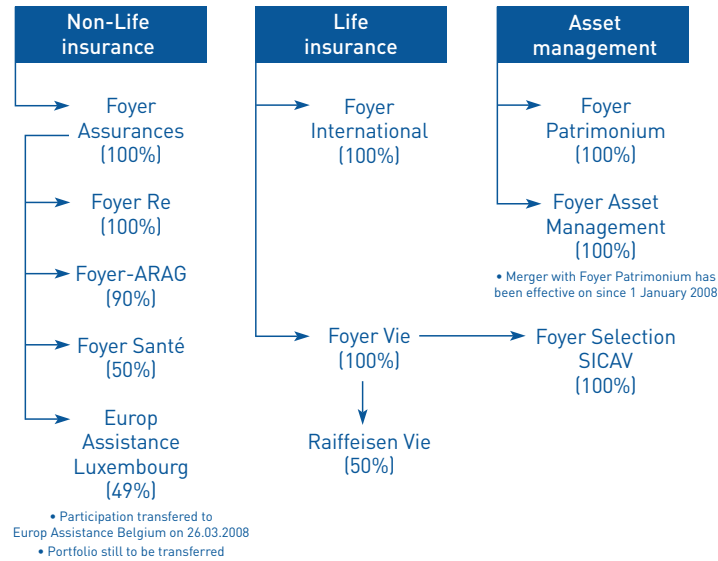 Non-Life
insurance
Foyer
Assurances
(100%)
Foyer Re
(100%)
Foyer-ARAG
(90%)
Foyer Santé
(50%)
Europ
Assistance
Luxembourg
(49%)
• Participation transfered to
Europ Assistance Belgium on 26.03.2008
• Portfolio still to be transferred
Life
insurance
Foyer
International
(100%)
Foyer Vie
(100%)
Raiffeisen Vie
(50%)
Asset
management
Foyer
Patrimonium
(100%)
Foyer Asset
Management
(100%)
• Merger with Foyer Patrimonium has
been effective on since 1 January 2008
Foyer Selection
SICAV
(100%)